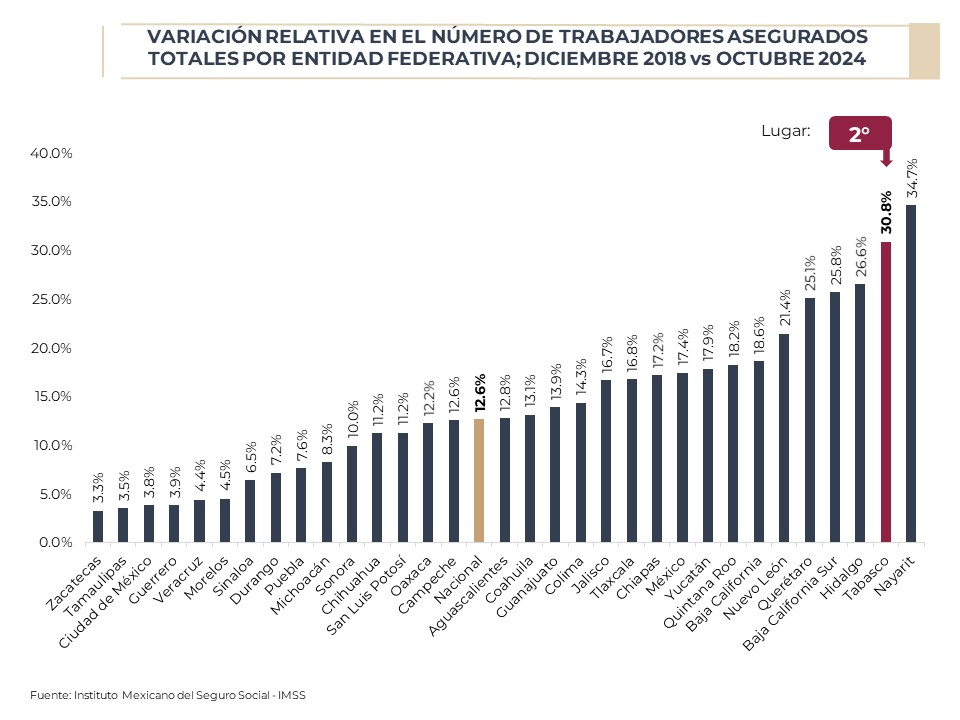 VARIACIÓN RELATIVA EN EL NÚMERO DE TRABAJADORES ASEGURADOS
TOTALES POR ENTIDAD FEDERATIVA; DICIEMBRE 2018 vs OCTUBRE 2024
Lugar:
2°
40.0%
35.0%
30.0%
25.0%
20.0%
15.0%
10.0%
5.0%
0.0%
3.3%
3.5%
3.8%
3.9%
4.4%
4.5%
6.5%
7.2%
7.6%
8.3%
10.0%
11.2%
11.2%
12.2%
12.6%
12.6%
12.8%
13.1%
13.9%
14.3%
16.7%
16.8%
17.2%
17.4%
17.9%
18.2%
18.6%
21.4%
25.1%
25.8%
26.6%
30.8%
34.7%
Zacatecas
Tamaulipas
Ciudad de México
Guerrero
Veracruz
Morelos
Sinaloa
Durango
Puebla
Michoacán
Sonora
Chihuahua
San Luis Potosí
Oaxaca
Campeche
Nacional
Aguascalientes
Coahuila
Guanajuato
Colima
Jalisco
Tlaxcala
Chiapas
México
Yucatán
Quintana Roo
Baja California
Nuevo León
Querétaro
Baja California Sur
Hidalgo
Tabasco
Nayarit
Fuente: Instituto Mexicano del Seguro Social - IMSS